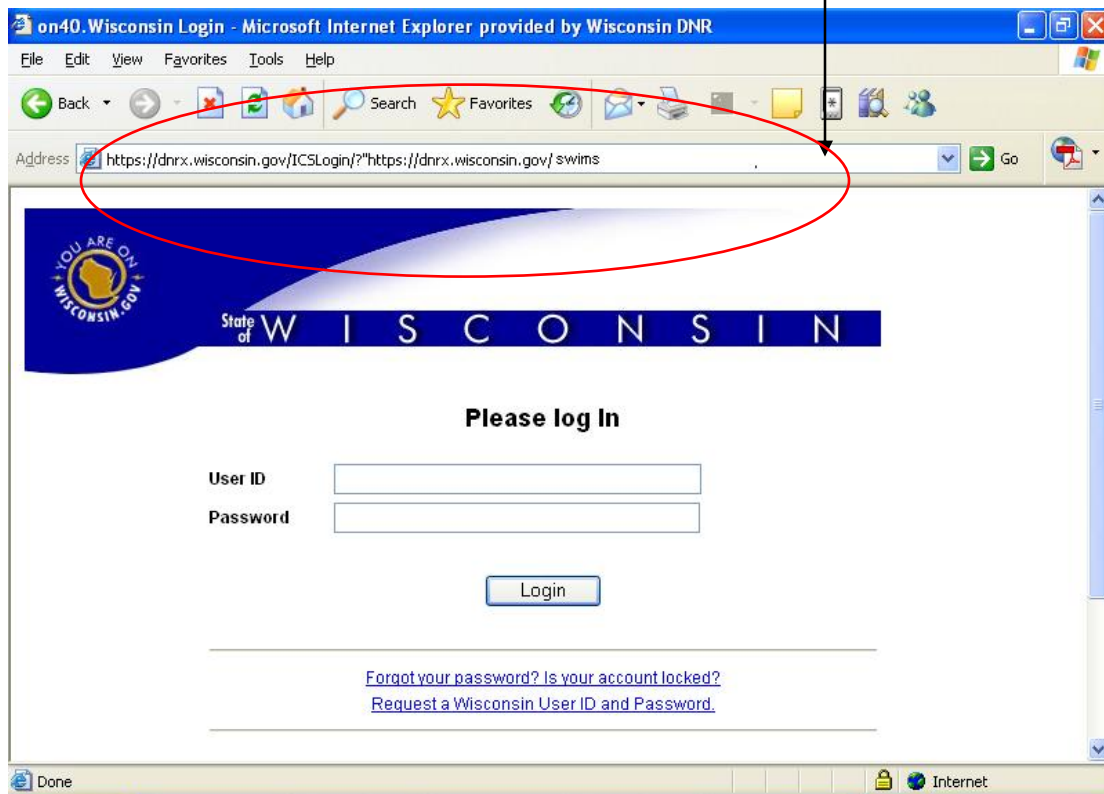 on40.Wisconsin Login - Microsoft Internet Explorer provided by Wisconsin DNR
File Edit View Favorites Tools Help
Back Search Favorites
Address https://dnrx.wisconsin.gov/ICSLogin/?"https://dnrx.wisconsin.gov/ swims Go
YOU ARE ON
WISCONSIN.GOV
State of WISCONSIN
Please log In
User ID
Password
Login
Forgot your password? Is your account locked?
Request a Wisconsin User ID and Password.
Done Internet